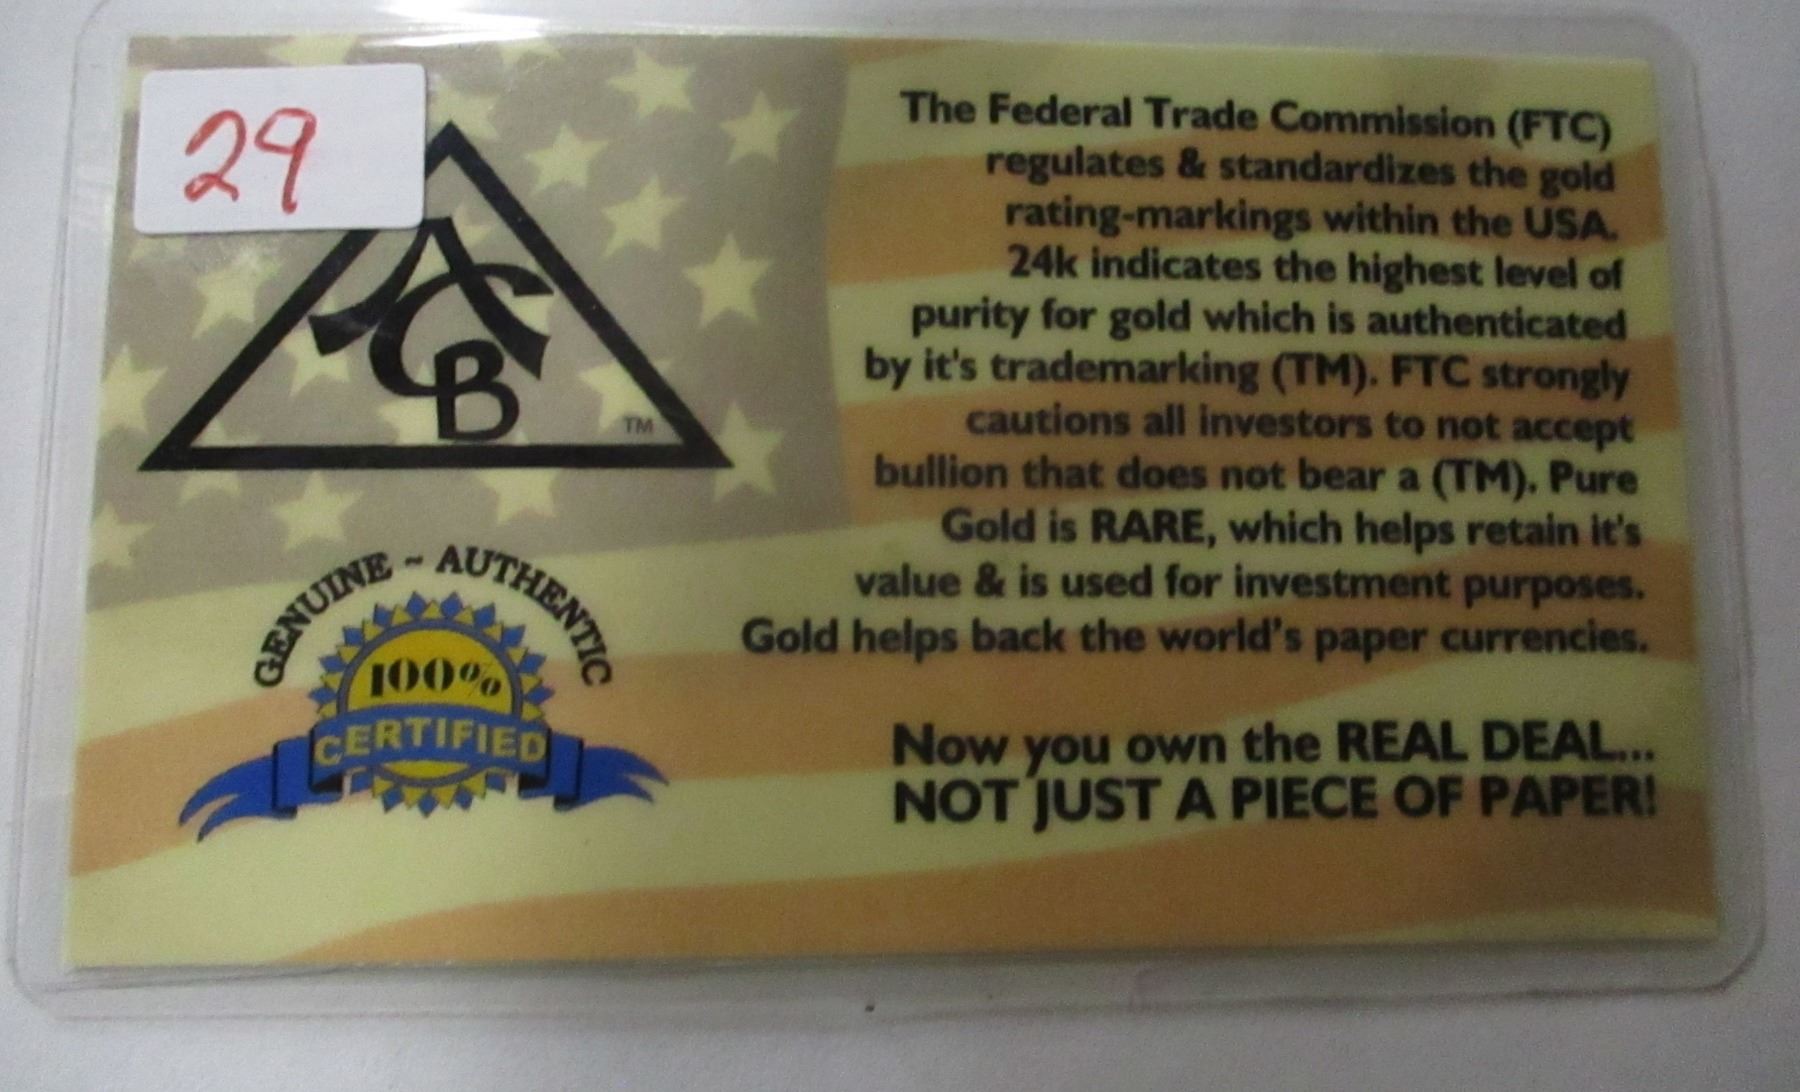 29
ACB
TM
GENUINE ~ AUTHENTIC
100%
CERTIFIED
The Federal Trade Commission (FTC)
regulates & standardizes the gold
rating-markings within the USA.
24k indicates the highest level of
purity for gold which is authenticated
by it's trademarking (TM). FTC strongly
cautions all investors to not accept
bullion that does not bear a (TM). Pure
Gold is RARE, which helps retain it's
value & is used for investment purposes.
Gold helps back the world's paper currencies.
Now you own the REAL DEAL...
NOT JUST A PIECE OF PAPER!